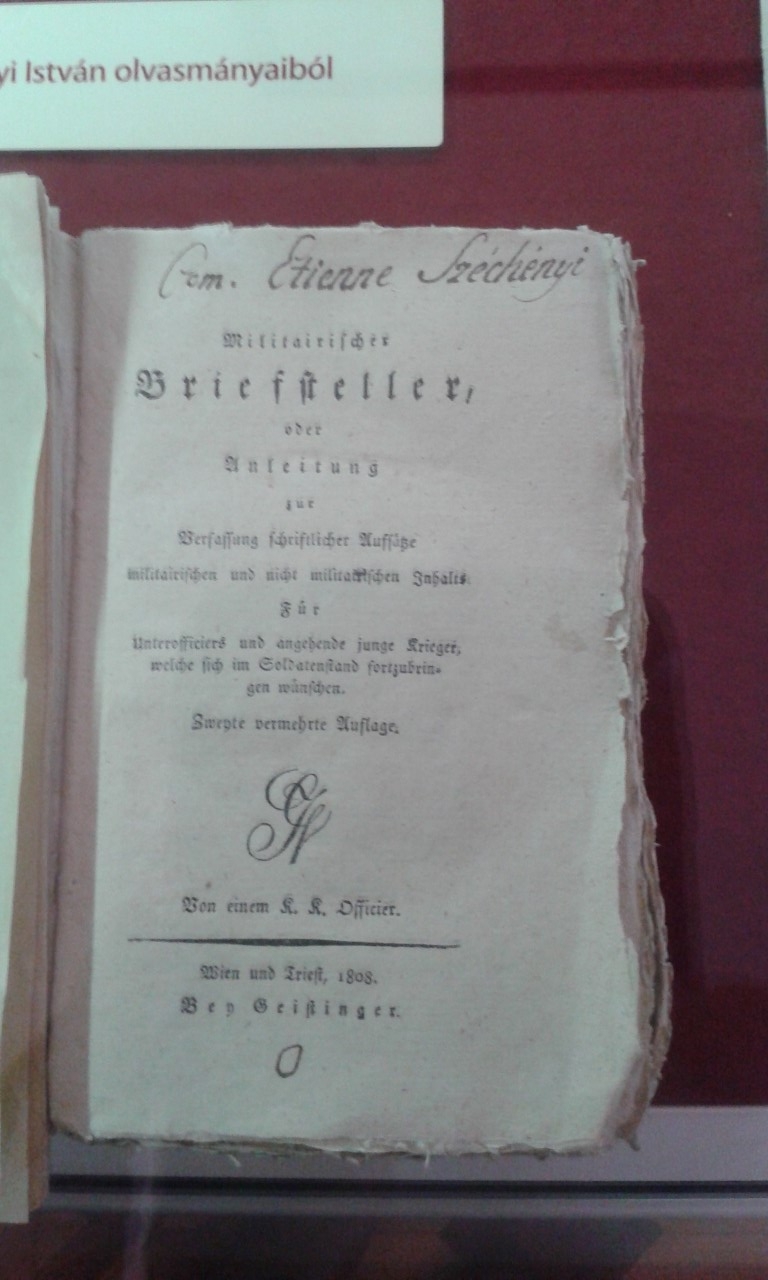 yi István olvasmányaiból
Com. Etienne Széchényi
Militairischer
Briefsteller,
oder
Anleitung
zur
Verfassung schriftlicher Aufsätze
militairischen und nicht militairischen Inhalts.
Für
Unterofficiers und angehende junge Krieger,
welche sich im Soldatenstand fortzubrin-
gen wünschen.
Zweyte vermehrte Auflage.
Von einem K. K. Officier.
Wien und Triest, 1808.
Bey Geistinger.